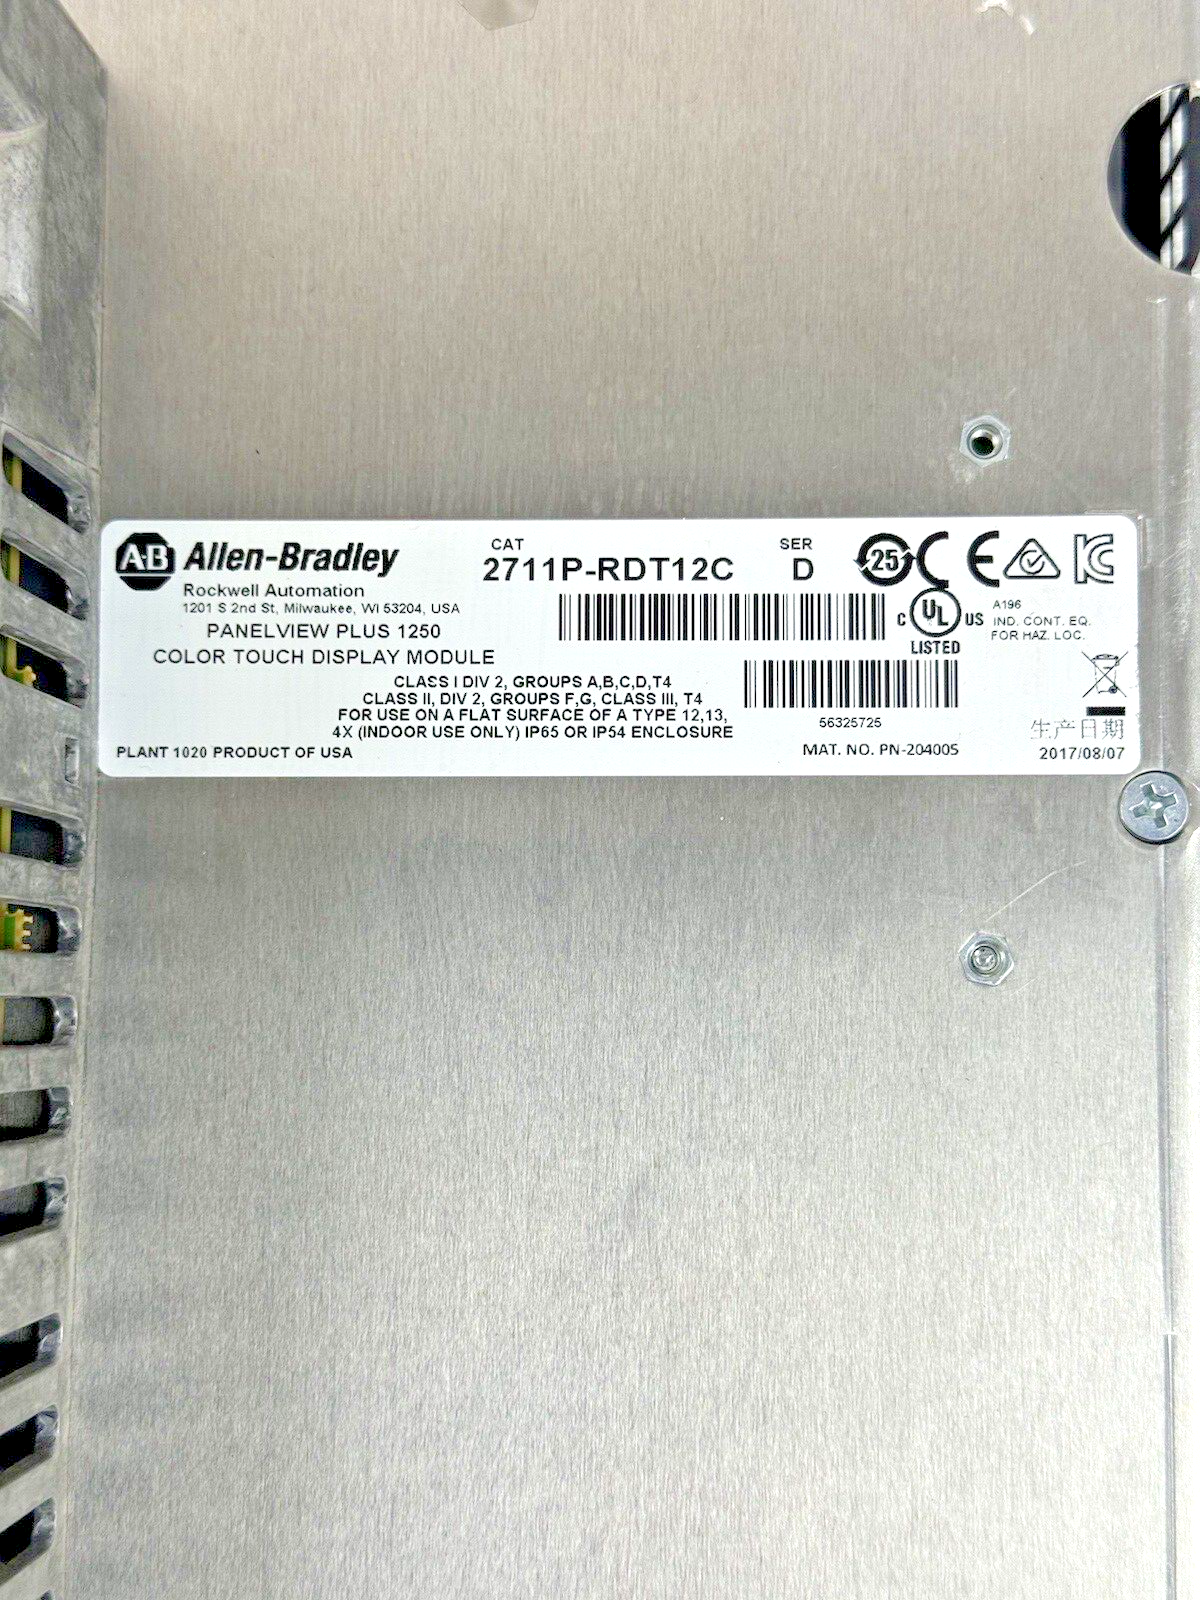 A-B Allen-Bradley
Rockwell Automation
1201 S 2nd St, Milwaukee, WI 53204, USA
PANELVIEW PLUS 1250
COLOR TOUCH DISPLAY MODULE
CAT
2711P-RDT12C
SER
D
25
CE
KC
C UL US
LISTED
A196
IND. CONT. EQ.
FOR HAZ. LOC.
CLASS I DIV 2, GROUPS A,B,C,D,T4
CLASS II, DIV 2, GROUPS F,G, CLASS III, T4
FOR USE ON A FLAT SURFACE OF A TYPE 12,13,
4X (INDOOR USE ONLY) IP65 OR IP54 ENCLOSURE
56325725
PLANT 1020 PRODUCT OF USA
MAT. NO. PN-204005
生产日期
2017/08/07